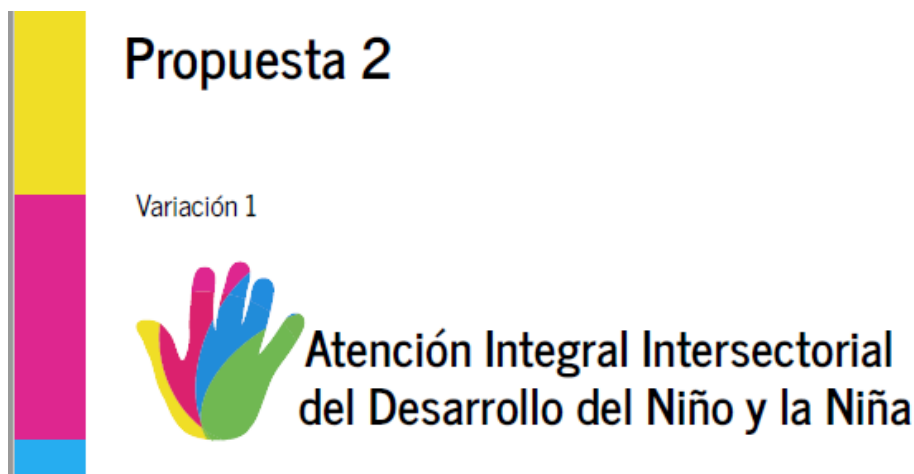 Propuesta 2
Variación 1
Atención Integral Intersectorial
del Desarrollo del Niño y la Niña